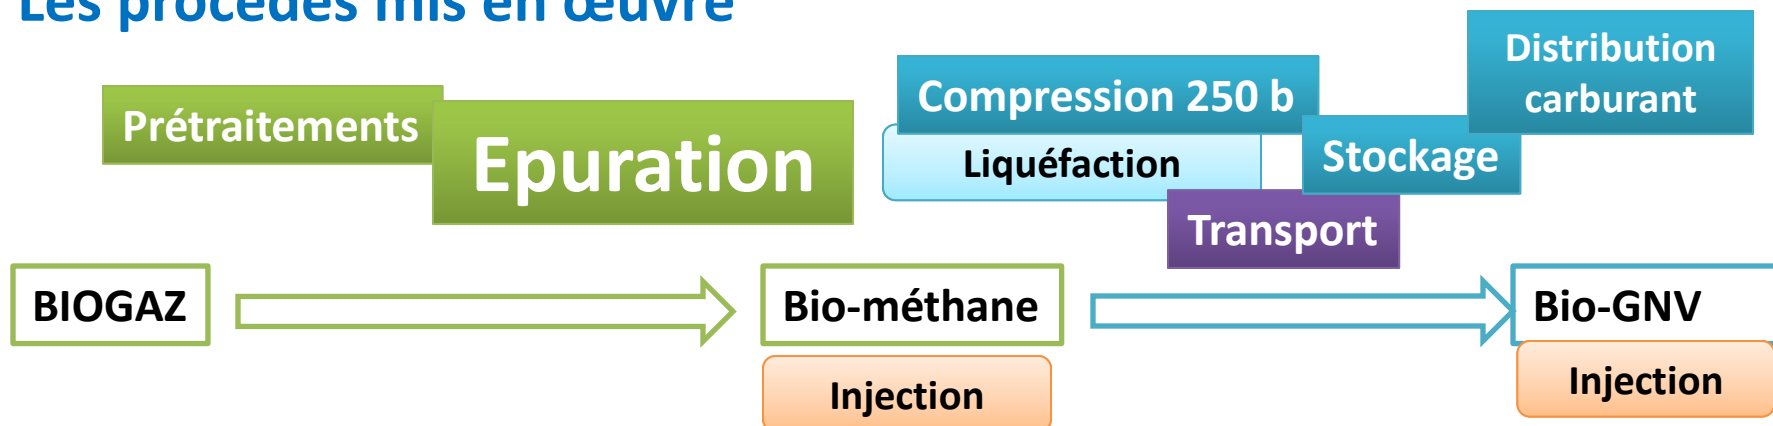 Les procédés mis en œuvre
Prétraitements
Epuration
Compression 250 b
Liquéfaction
Transport
Stockage
Distribution
carburant
BIOGAZ
Bio-méthane
Bio-GNV
Injection
Injection